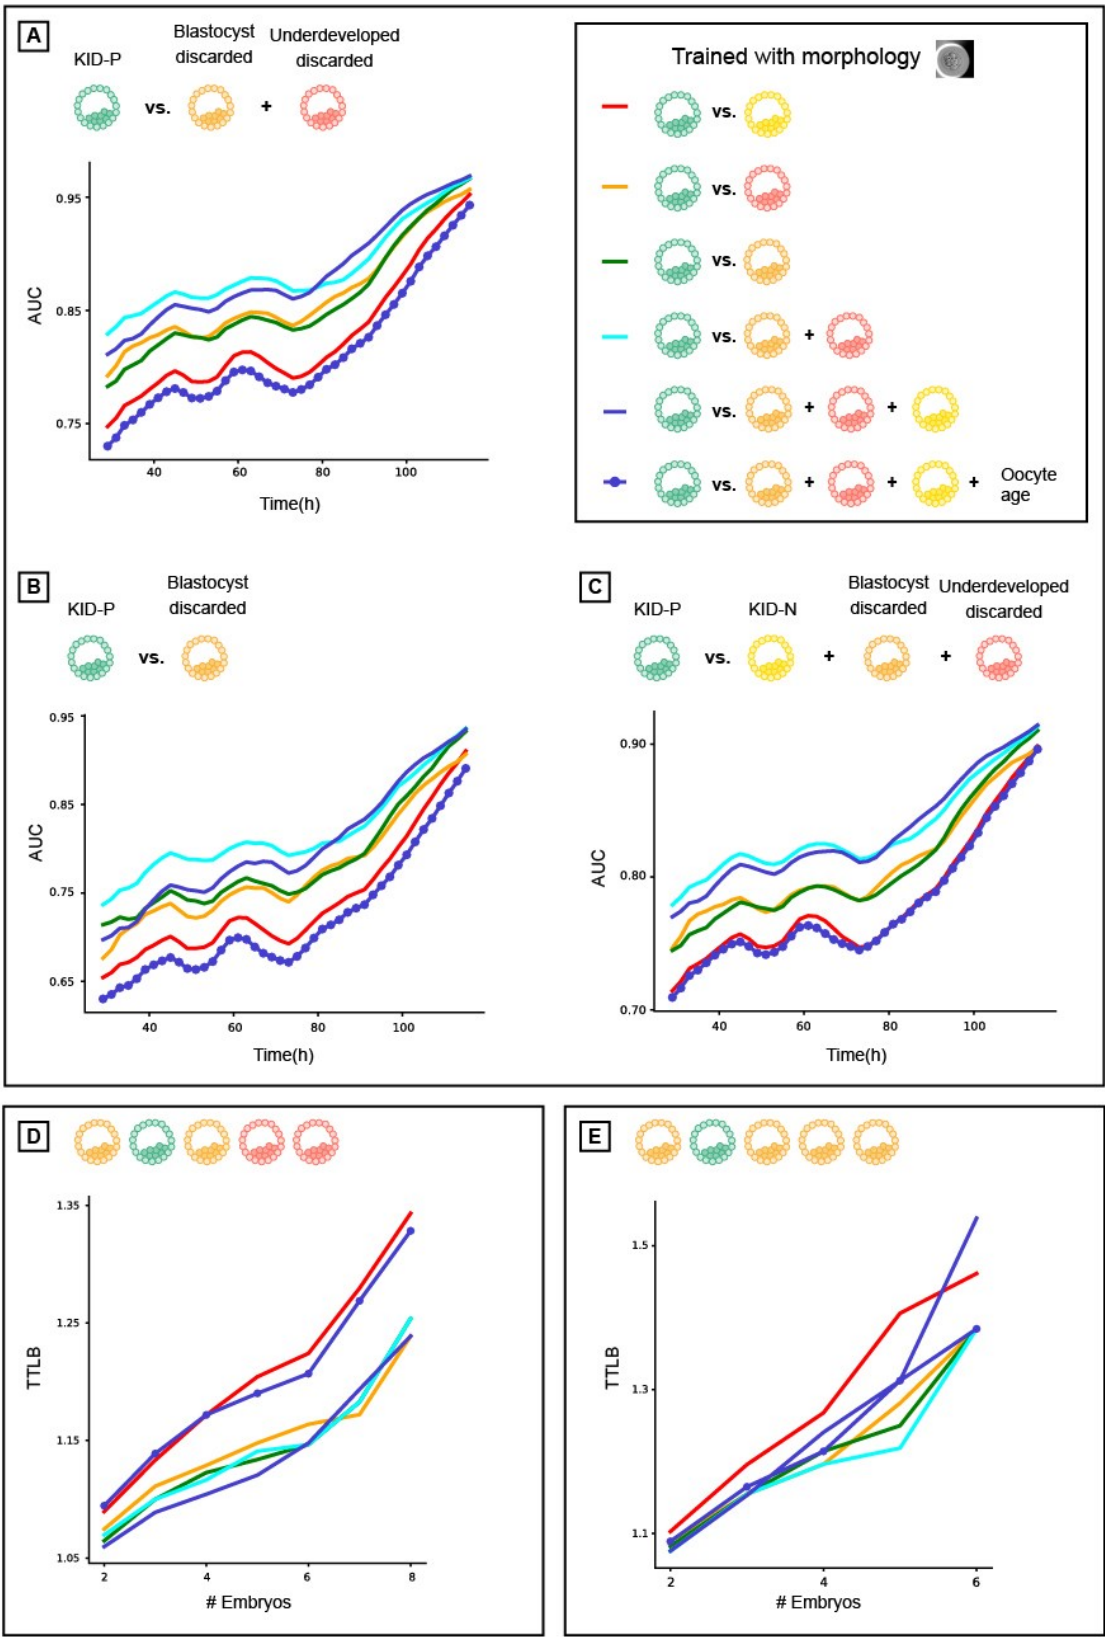 A
KID-P
Blastocyst
discarded
Underdeveloped
discarded
vs.
+
0.95
0.85
0.75
AUC
40
60
80
100
Time(h)
Trained with morphology
vs.
vs.
vs.
vs.
+
vs.
+
+
vs.
+
+
+
Oocyte
age
B
KID-P
Blastocyst
discarded
vs.
0.95
0.85
0.75
0.65
AUC
40
60
80
100
Time(h)
C
KID-P
KID-N
Blastocyst
discarded
Underdeveloped
discarded
vs.
+
+
0.90
0.80
0.70
AUC
40
60
80
100
Time(h)
D
1.35
1.25
1.15
1.05
TTLB
2
4
6
8
# Embryos
E
1.5
1.3
1.1
TTLB
2
4
6
# Embryos